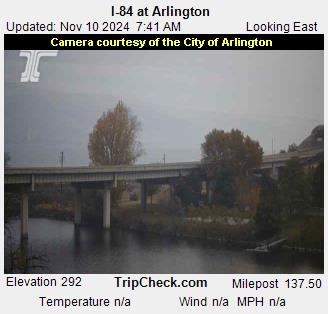 I-84 at Arlington
Updated: Nov 10 2024 7:41 AM Looking East
Camera courtesy of the City of Arlington
Elevation 292 TripCheck.com Milepost 137.50
Temperature n/a Wind n/a MPH n/a